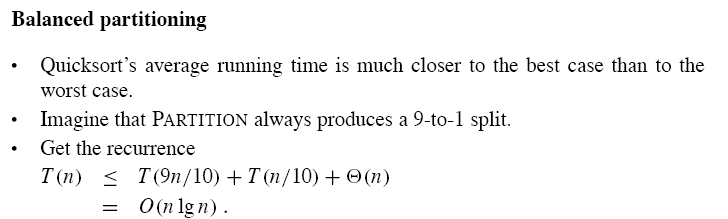 Balanced partitioning
• Quicksort's average running time is much closer to the best case than to the
worst case.
• Imagine that PARTITION always produces a 9-to-1 split.
• Get the recurrence
T(n) ≤ T(9n/10) + T(n/10) + Θ(n)
= O(n lg n) .